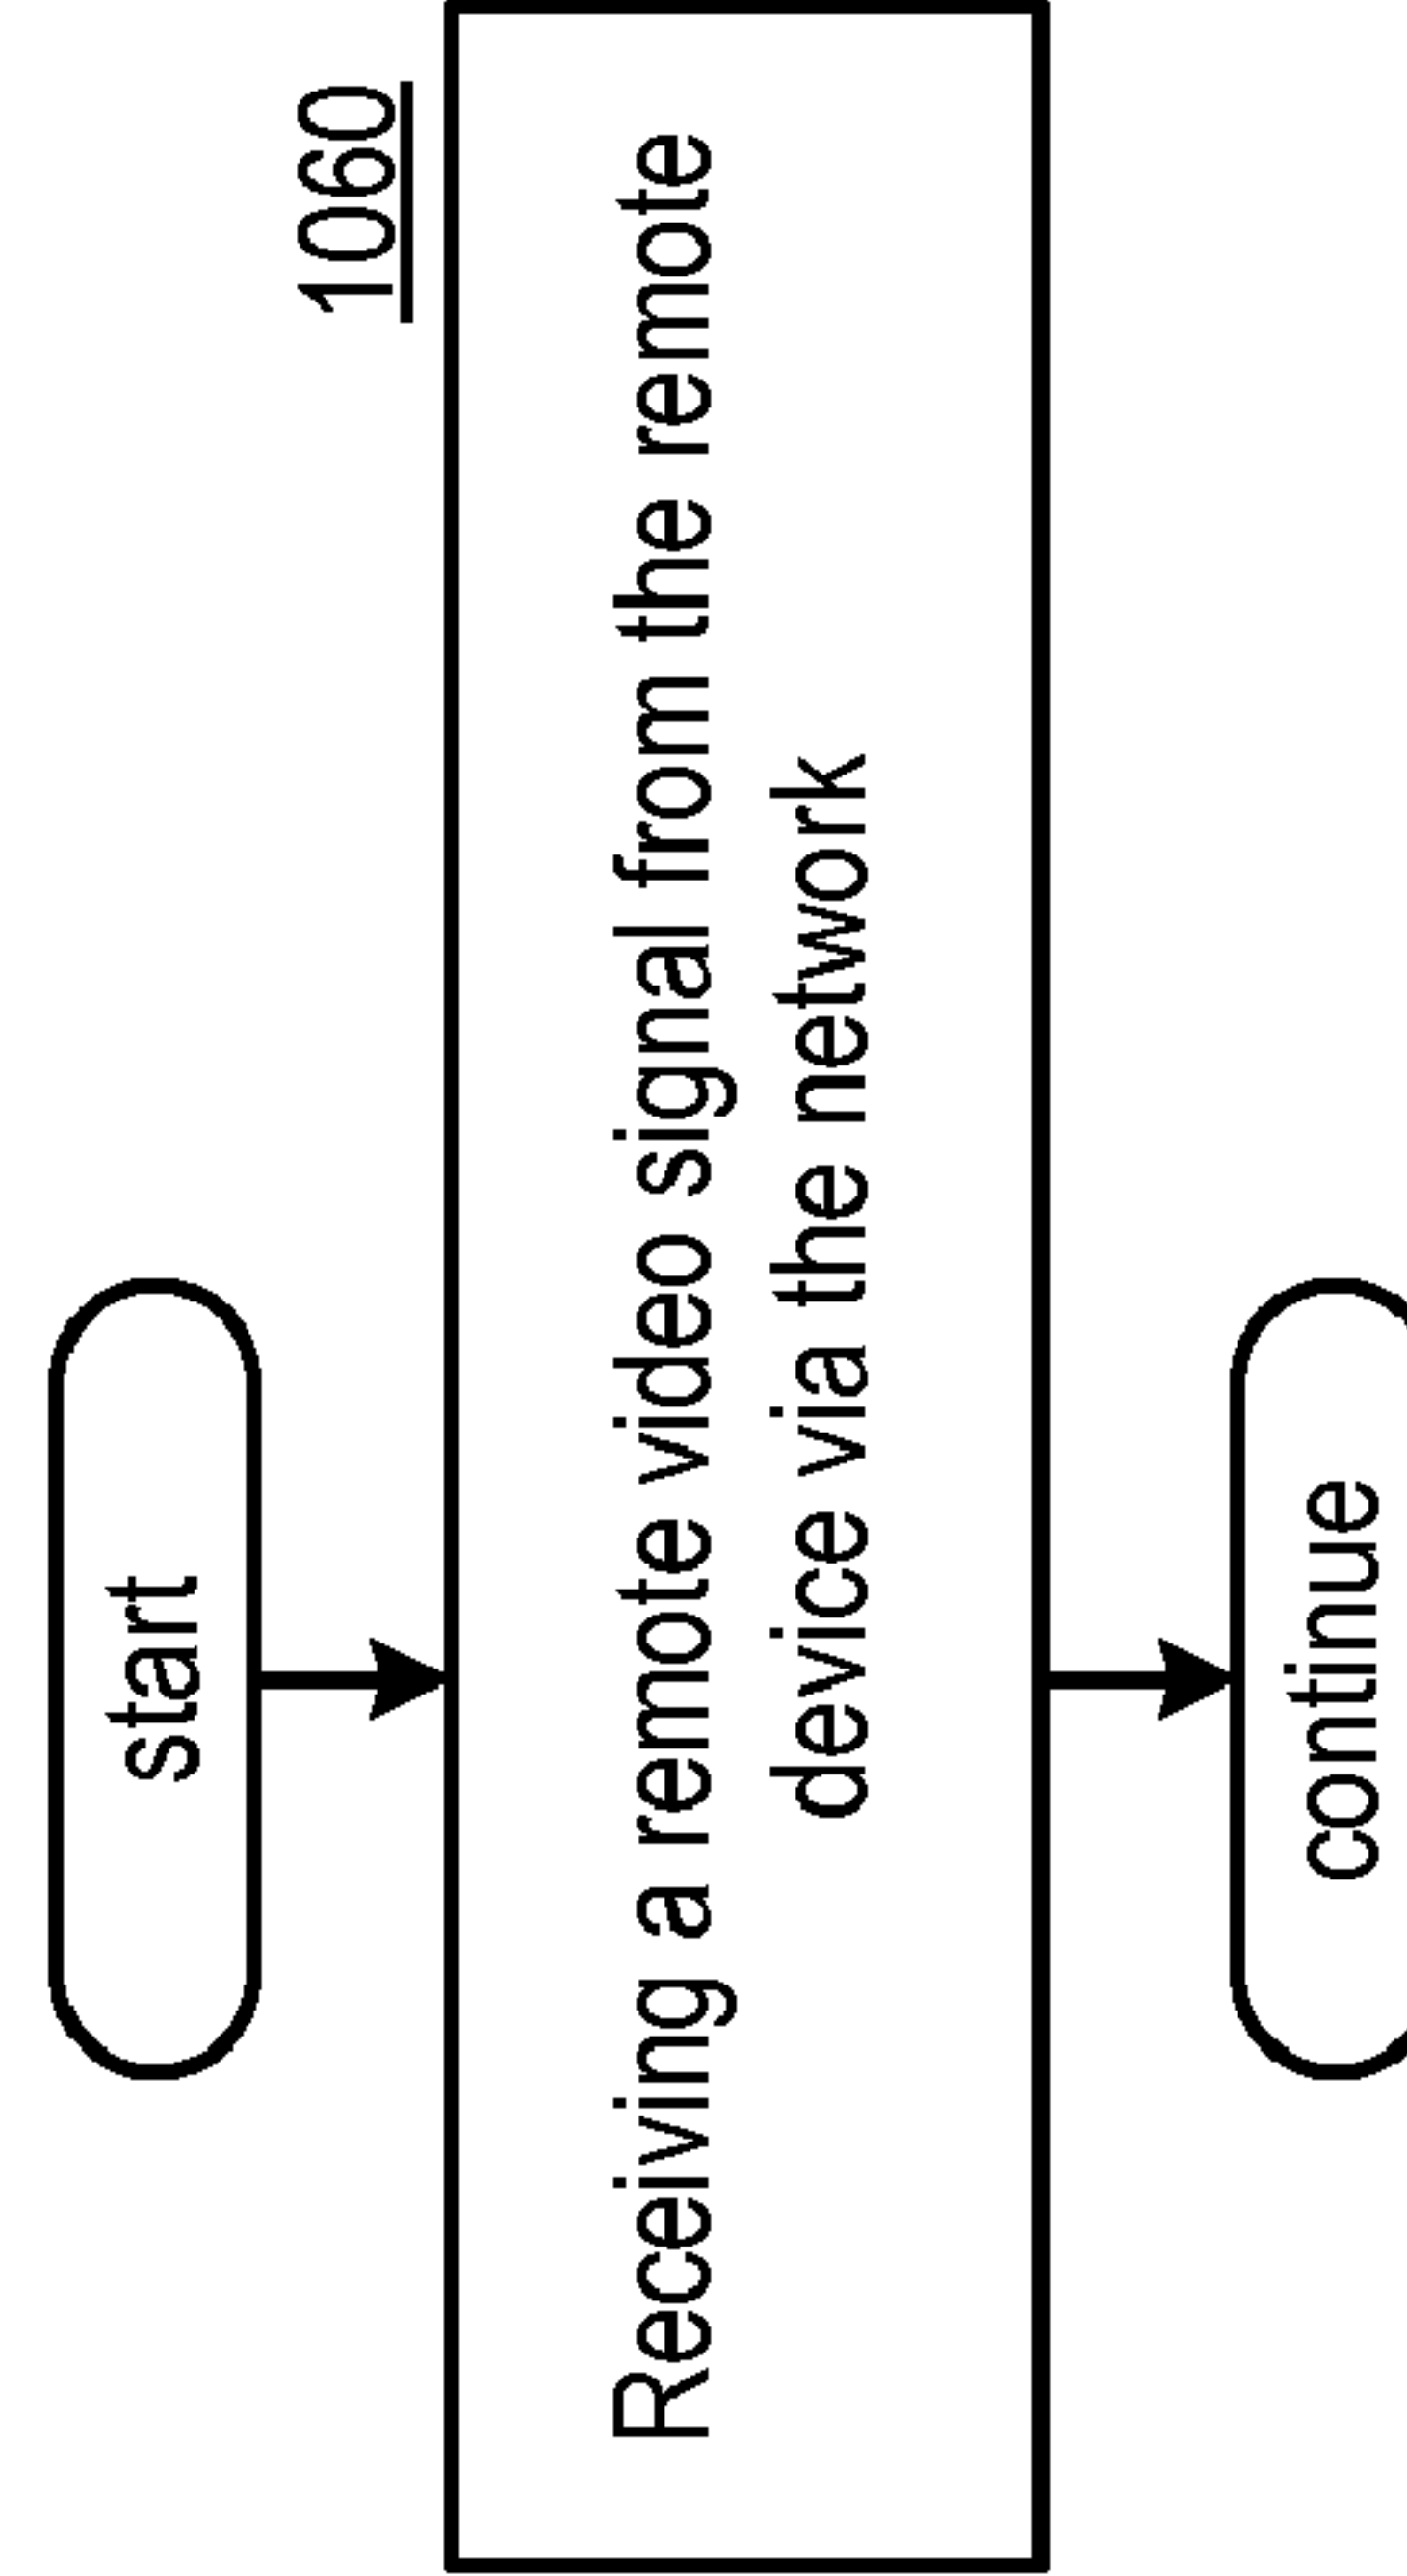 start
1060
Receiving a remote video signal from the remote
device via the network
continue